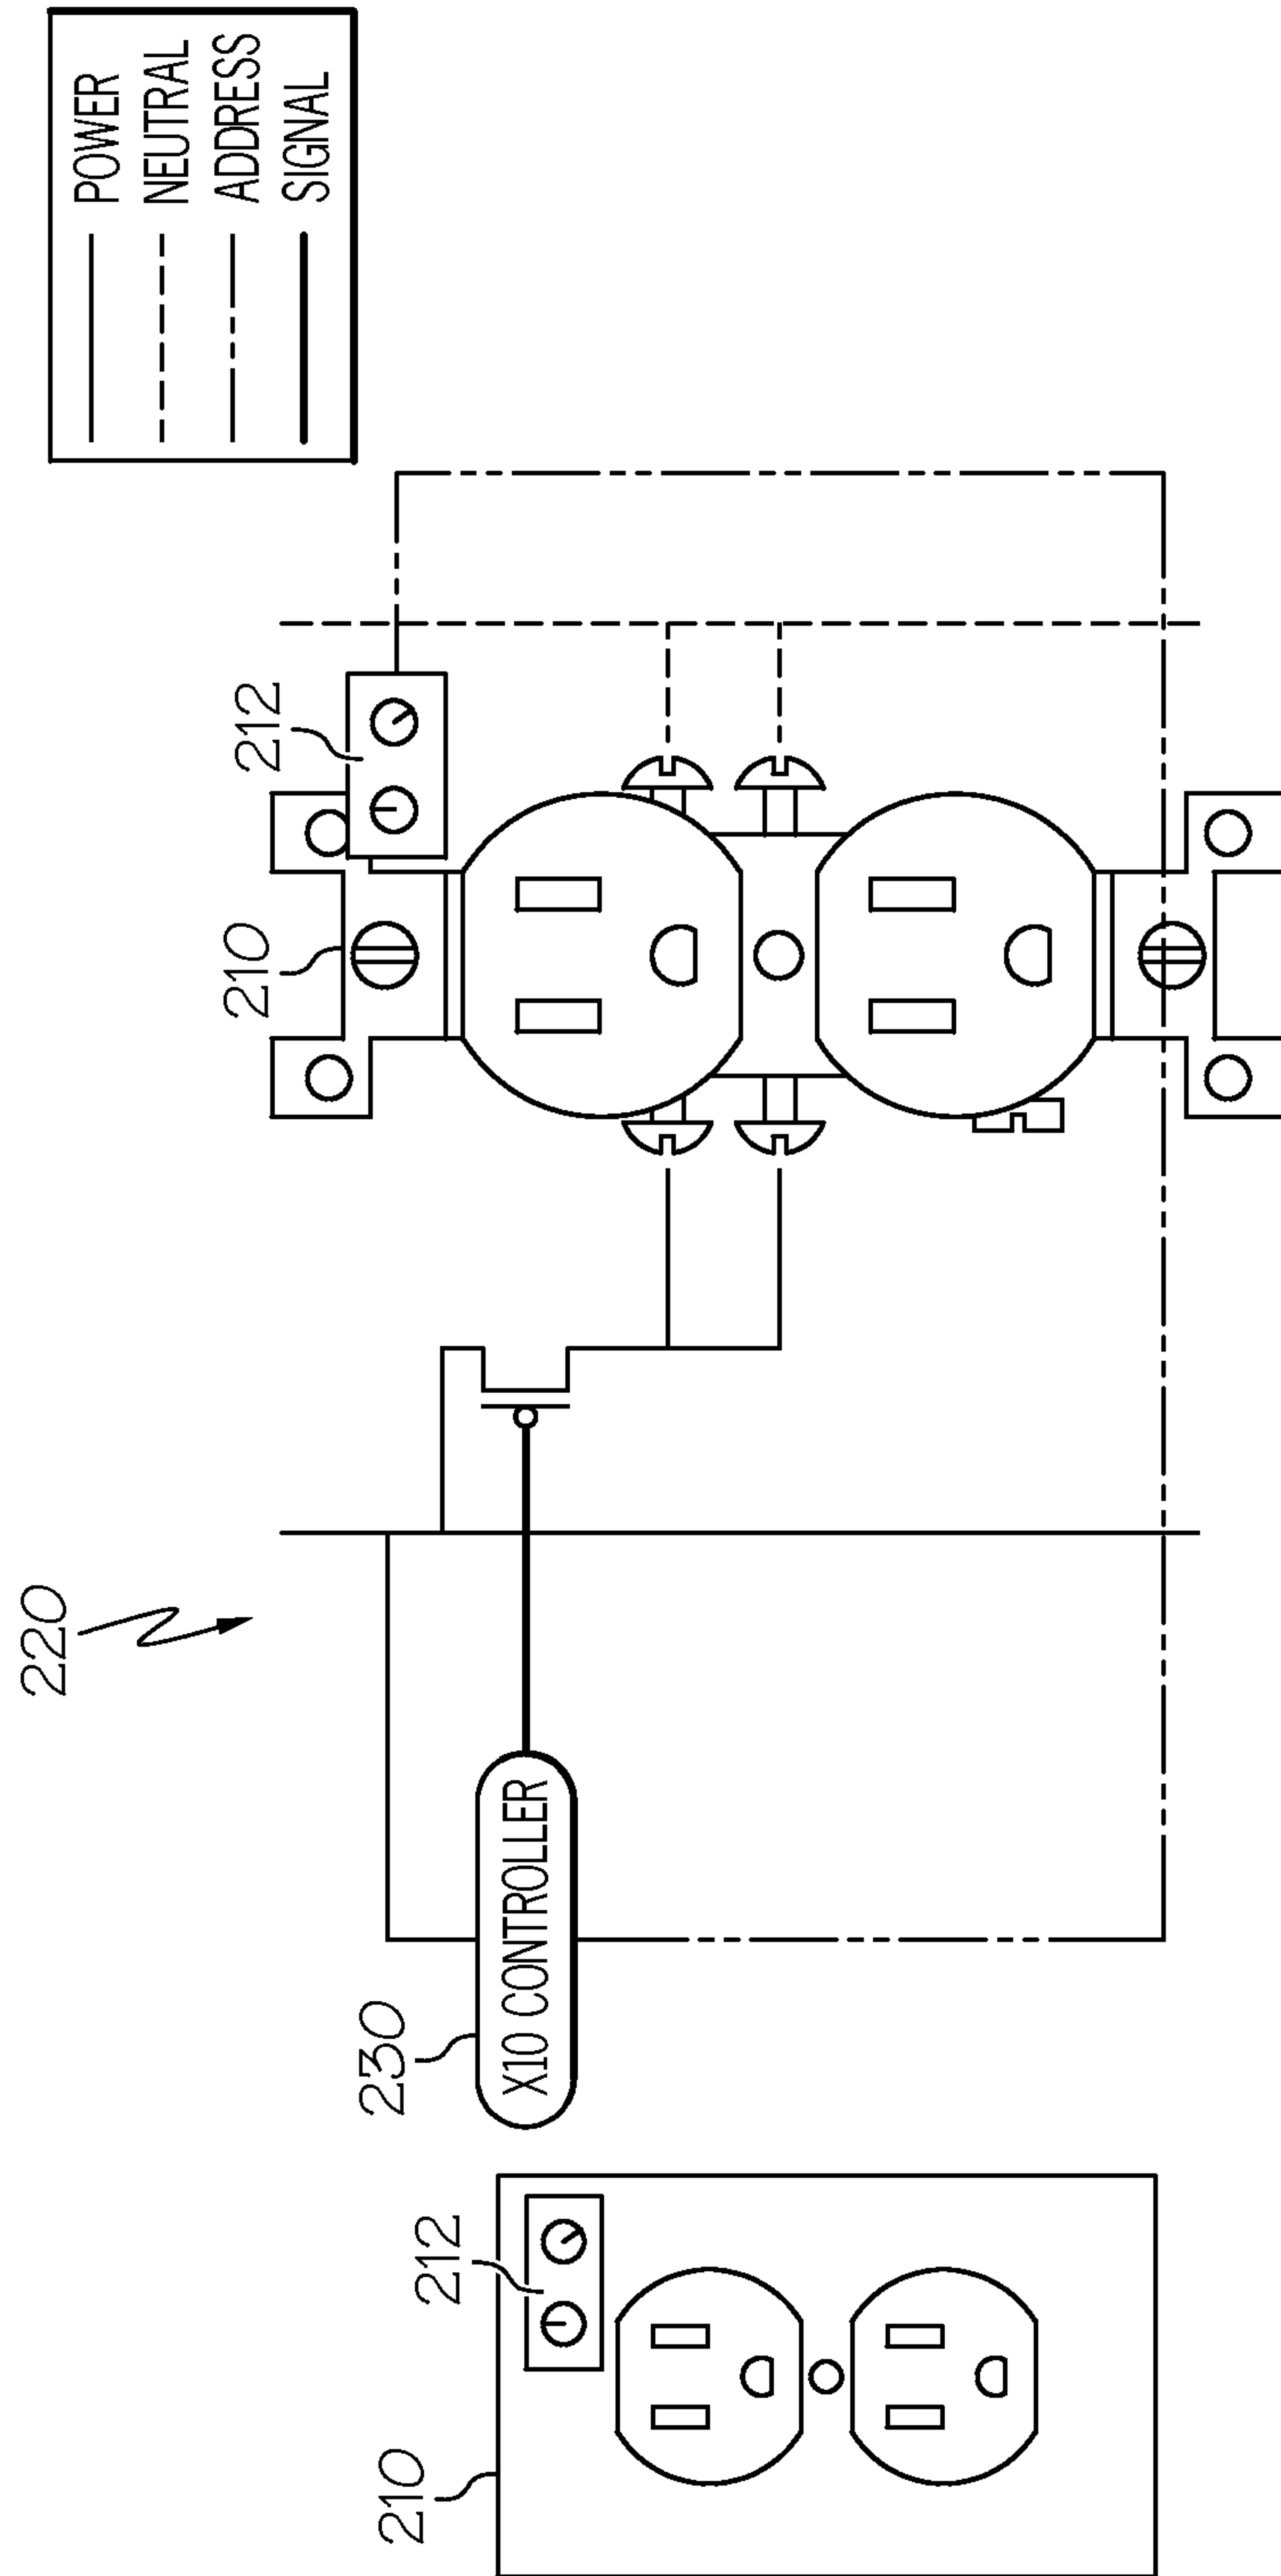 220
POWER
NEUTRAL
ADDRESS
SIGNAL
210
212
230
X10 CONTROLLER
210
212